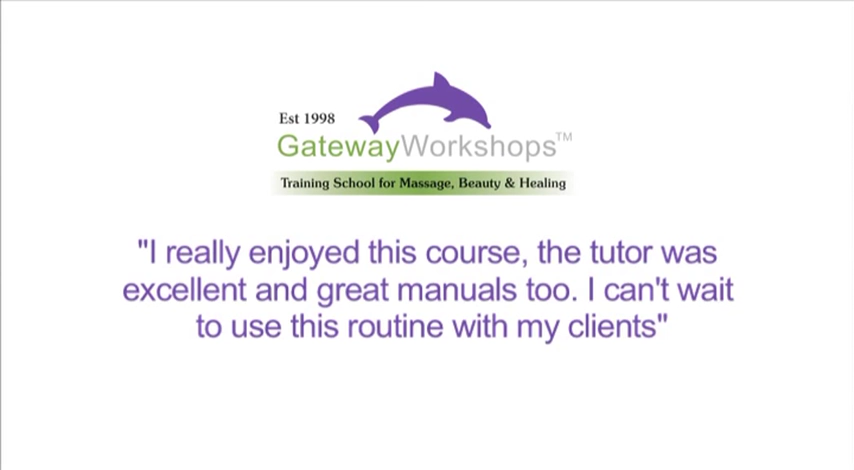 Est 1998
GatewayWorkshops™
Training School for Massage, Beauty & Healing
"I really enjoyed this course, the tutor was
excellent and great manuals too. I can't wait
to use this routine with my clients"